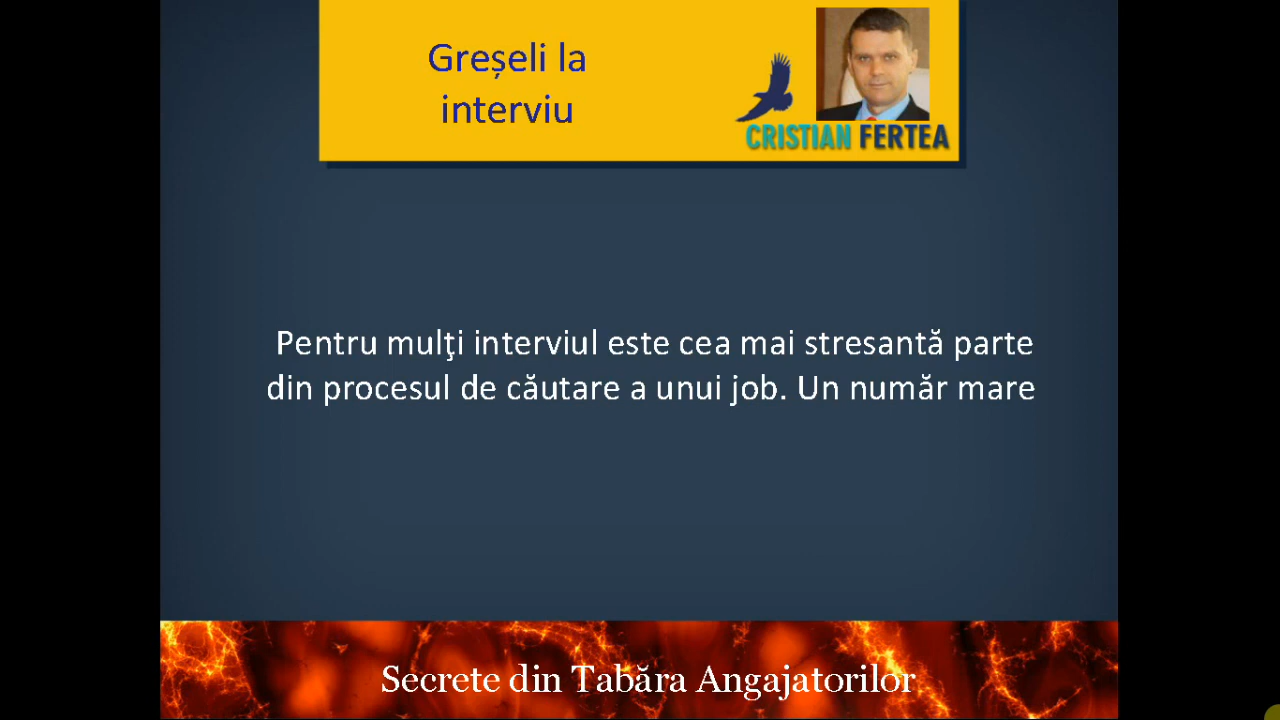 Greșeli la
interviu
CRISTIAN FERTEA
Pentru mulţi interviul este cea mai stresantă parte
din procesul de căutare a unui job. Un număr mare
Secrete din Tabăra Angajatorilor